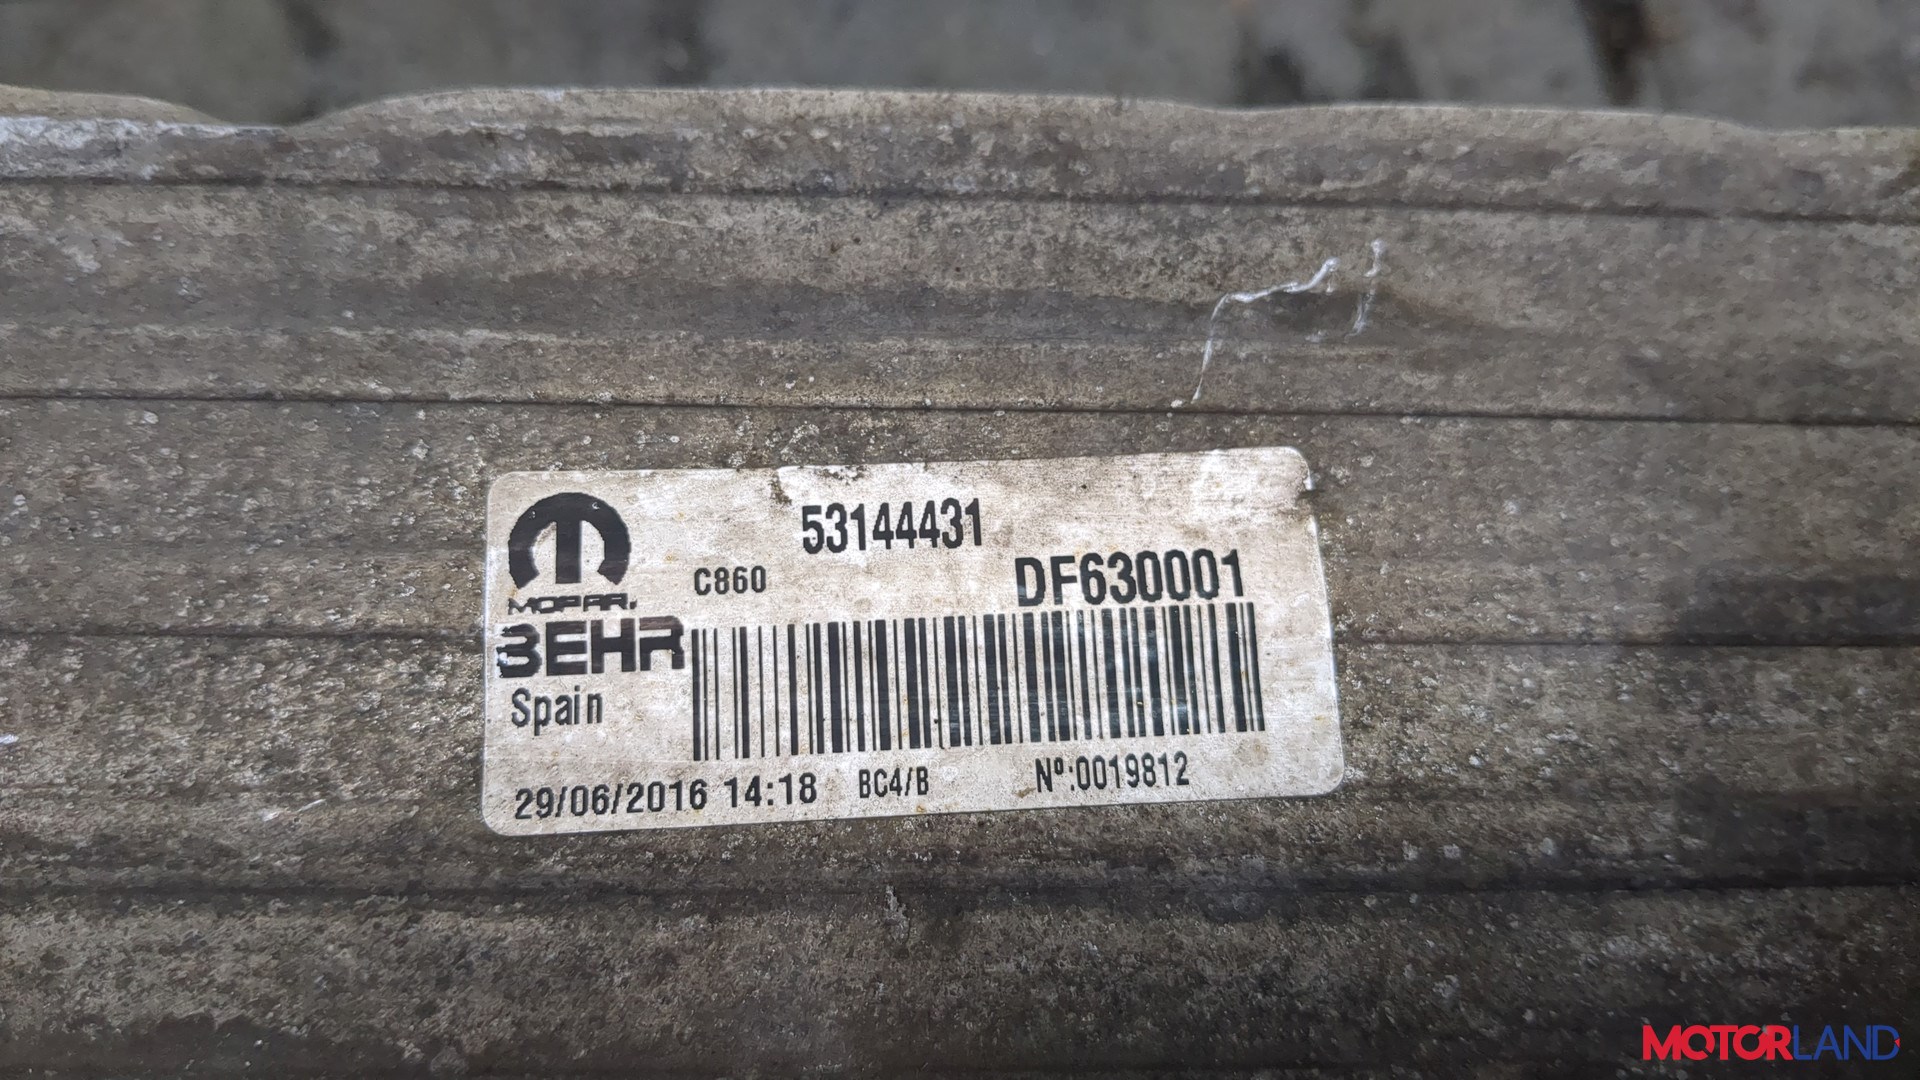 53144431
C860
DF630001
MOPAR.
BEHR
Spain
29/06/2016 14:18 BC4/B Nº:0019812
MOTORLAND